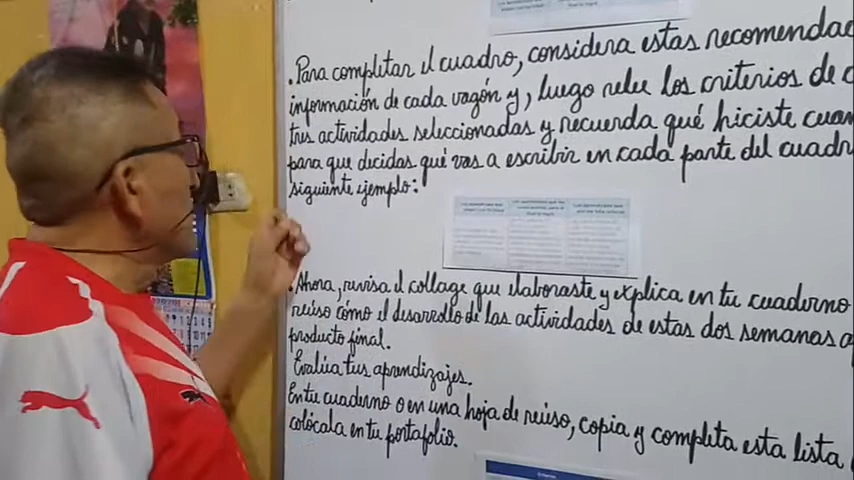 • Para completar el cuadro, considera estas recomendac
información de cada vagón y, luego relee los criterios de l
tres actividades seleccionadas y recuerda qué hiciste cuan
para que decidas qué vas a escribir en cada parte del cuadr
siguiente ejemplo:
• Ahora, revisa el collage que elaboraste y explica en tu cuaderno
reúso cómo el desarrollo de las actividades de estas dos semanas a
producto final.
• Evalúa tus aprendizajes
En tu cuaderno o en una hoja de reúso, copia y completa esta lista
colócala en tu portafolio.